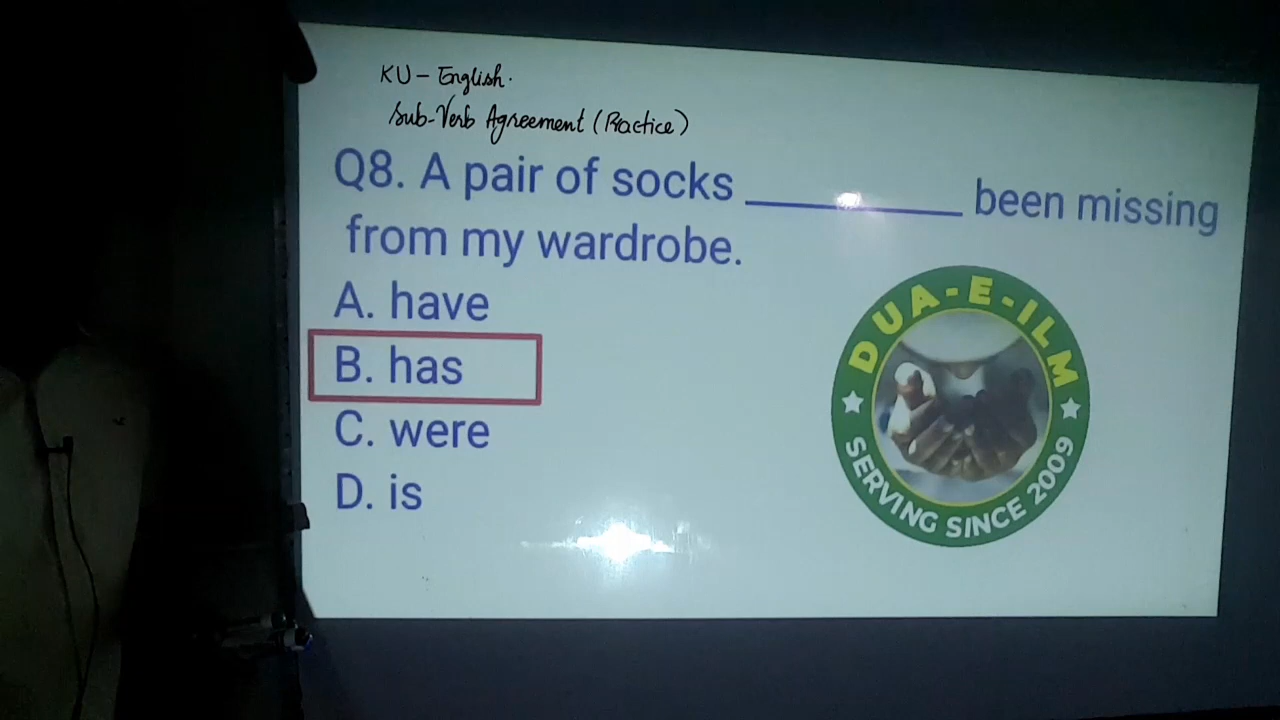 KU - English.
Sub-Verb Agreement (Practice)
Q8. A pair of socks ________ been missing
from my wardrobe.
A. have
B. has
C. were
D. is
DUA-E-ILM
SERVING SINCE 2009